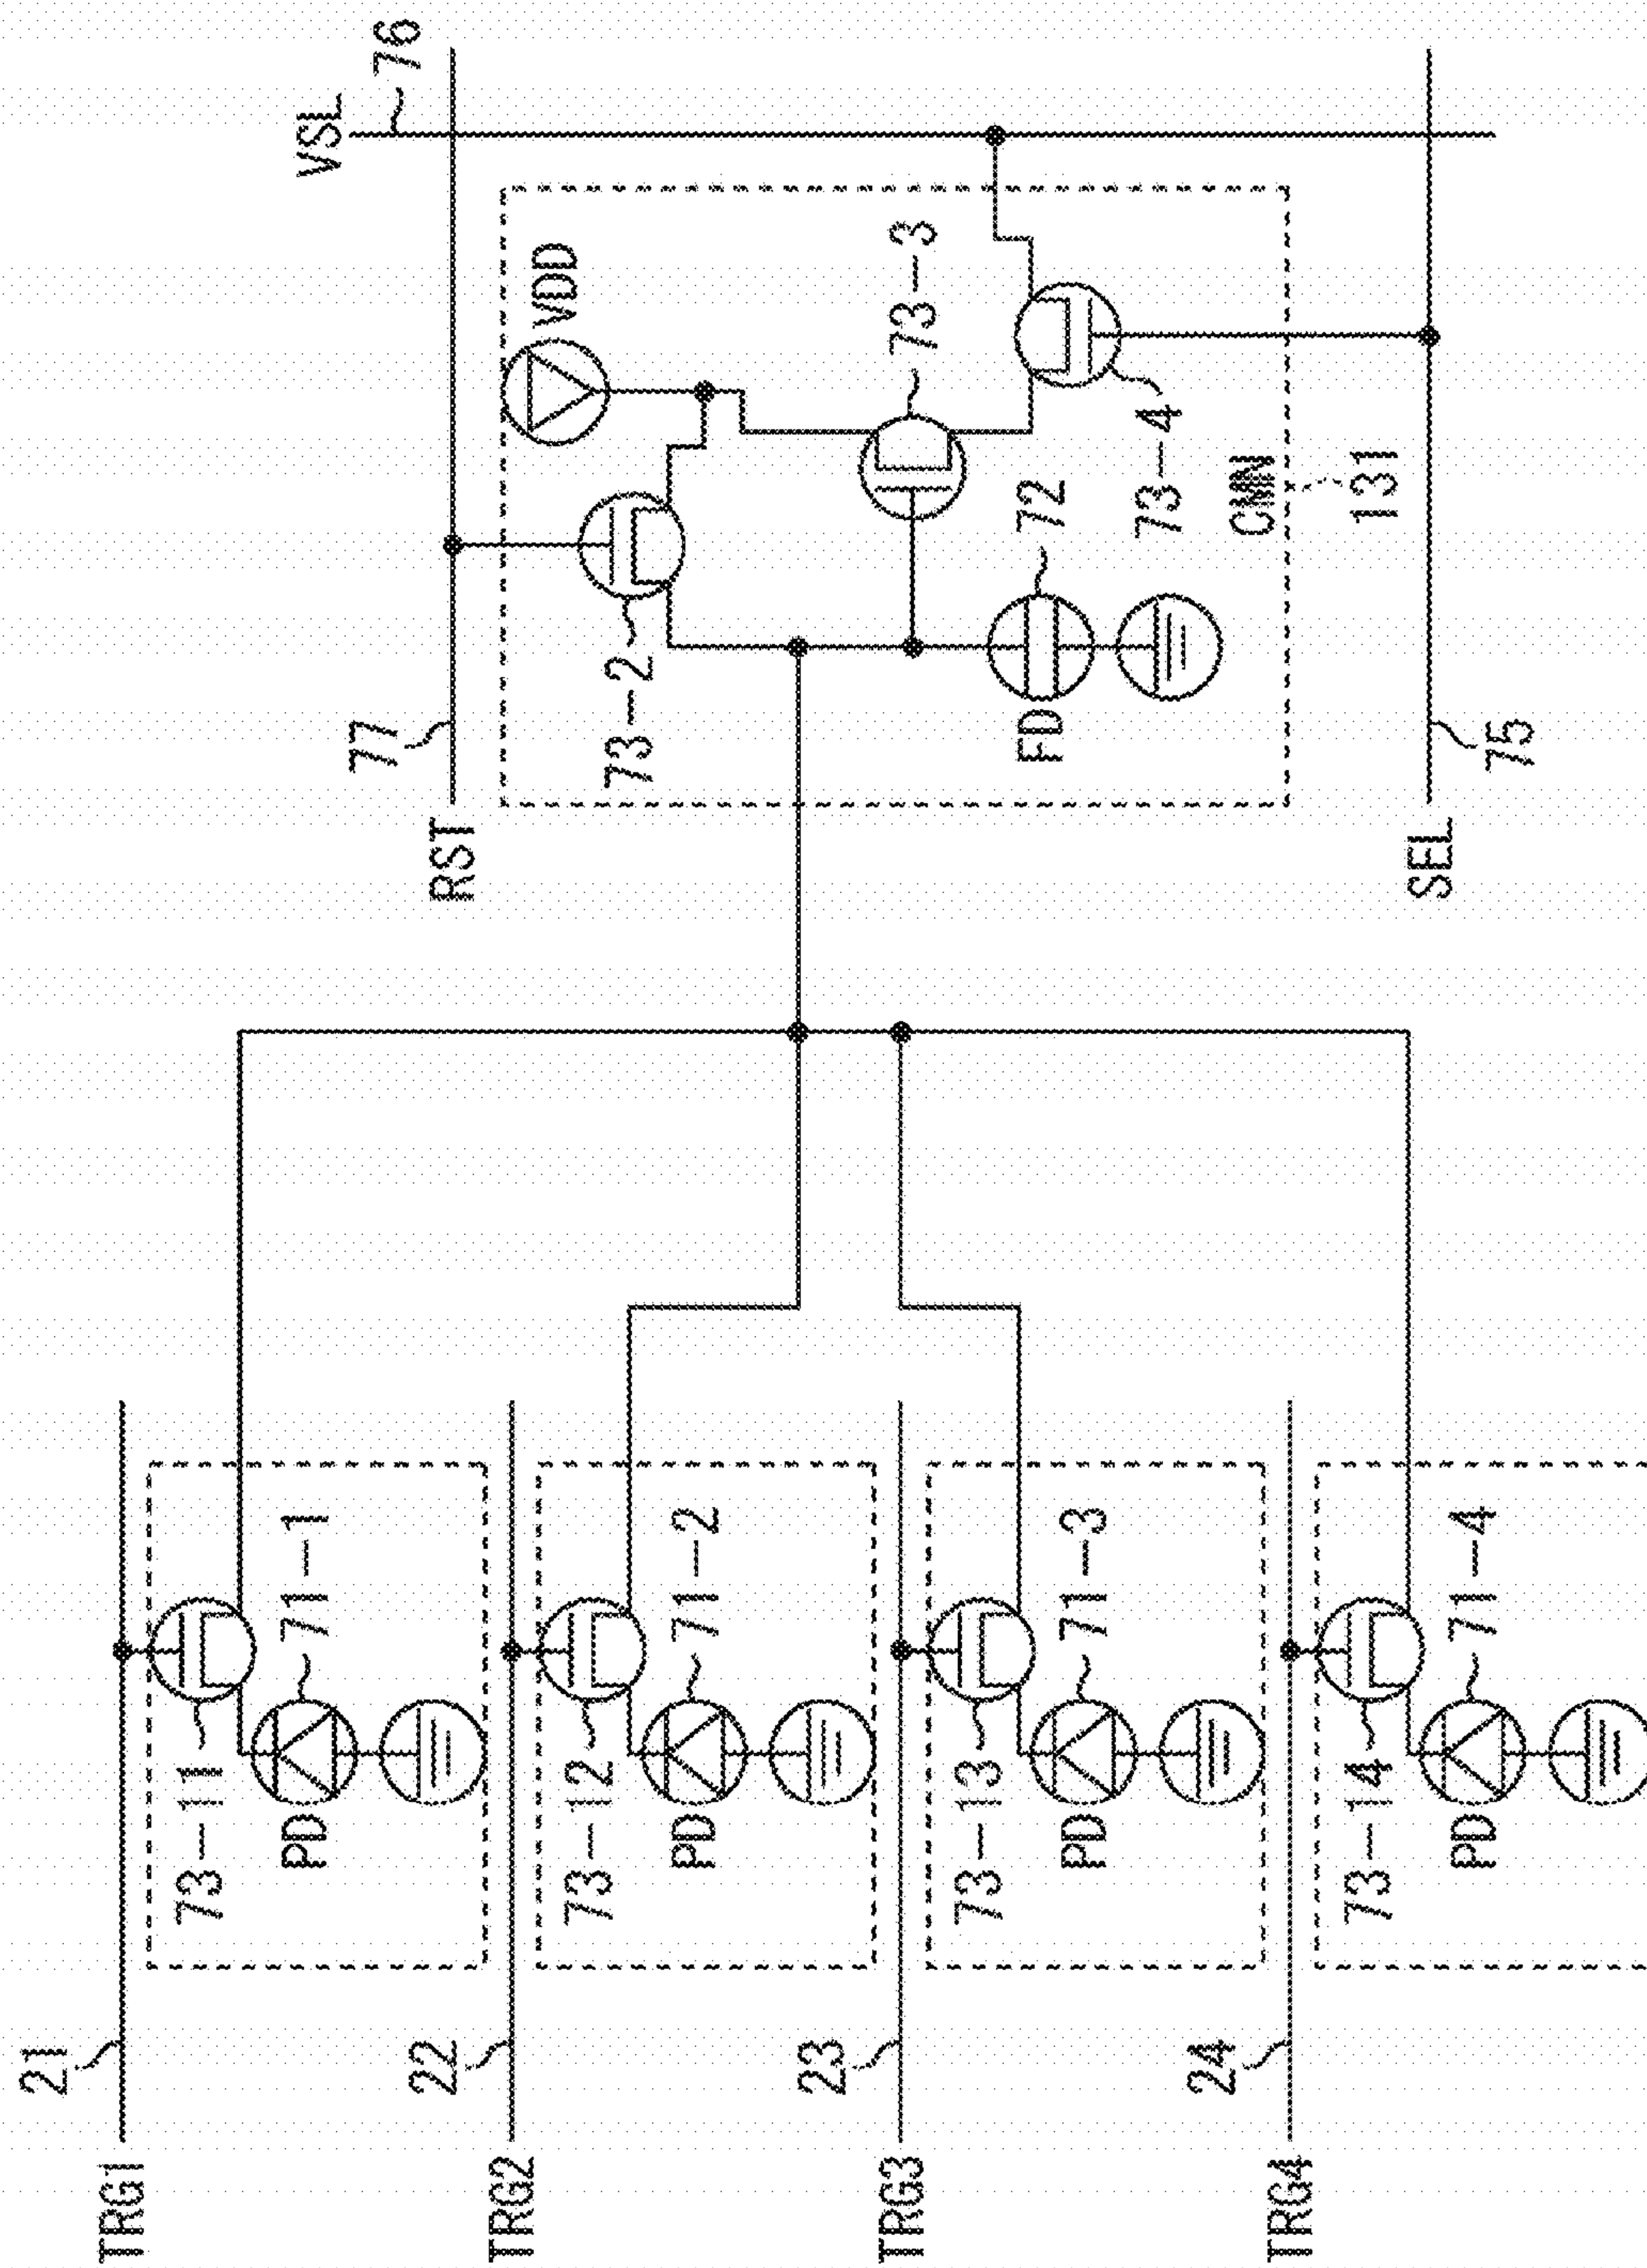 TRG1
21
73-11
PD
71-1
TRG2
22
73-12
PD
71-2
TRG3
23
73-13
PD
71-3
TRG4
24
73-14
PD
71-4
RST
77
VSL
76
73-2
VDD
73-3
FD
72
73-4
CMN
131
SEL
75